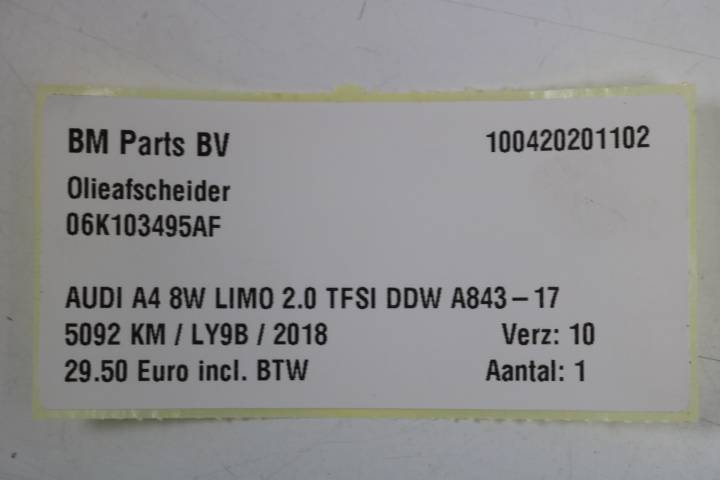 BM Parts BV 100420201102
Olieafscheider
06K103495AF
AUDI A4 8W LIMO 2.0 TFSI DDW A843-17
5092 KM / LY9B / 2018 Verz: 10
29.50 Euro incl. BTW Aantal: 1